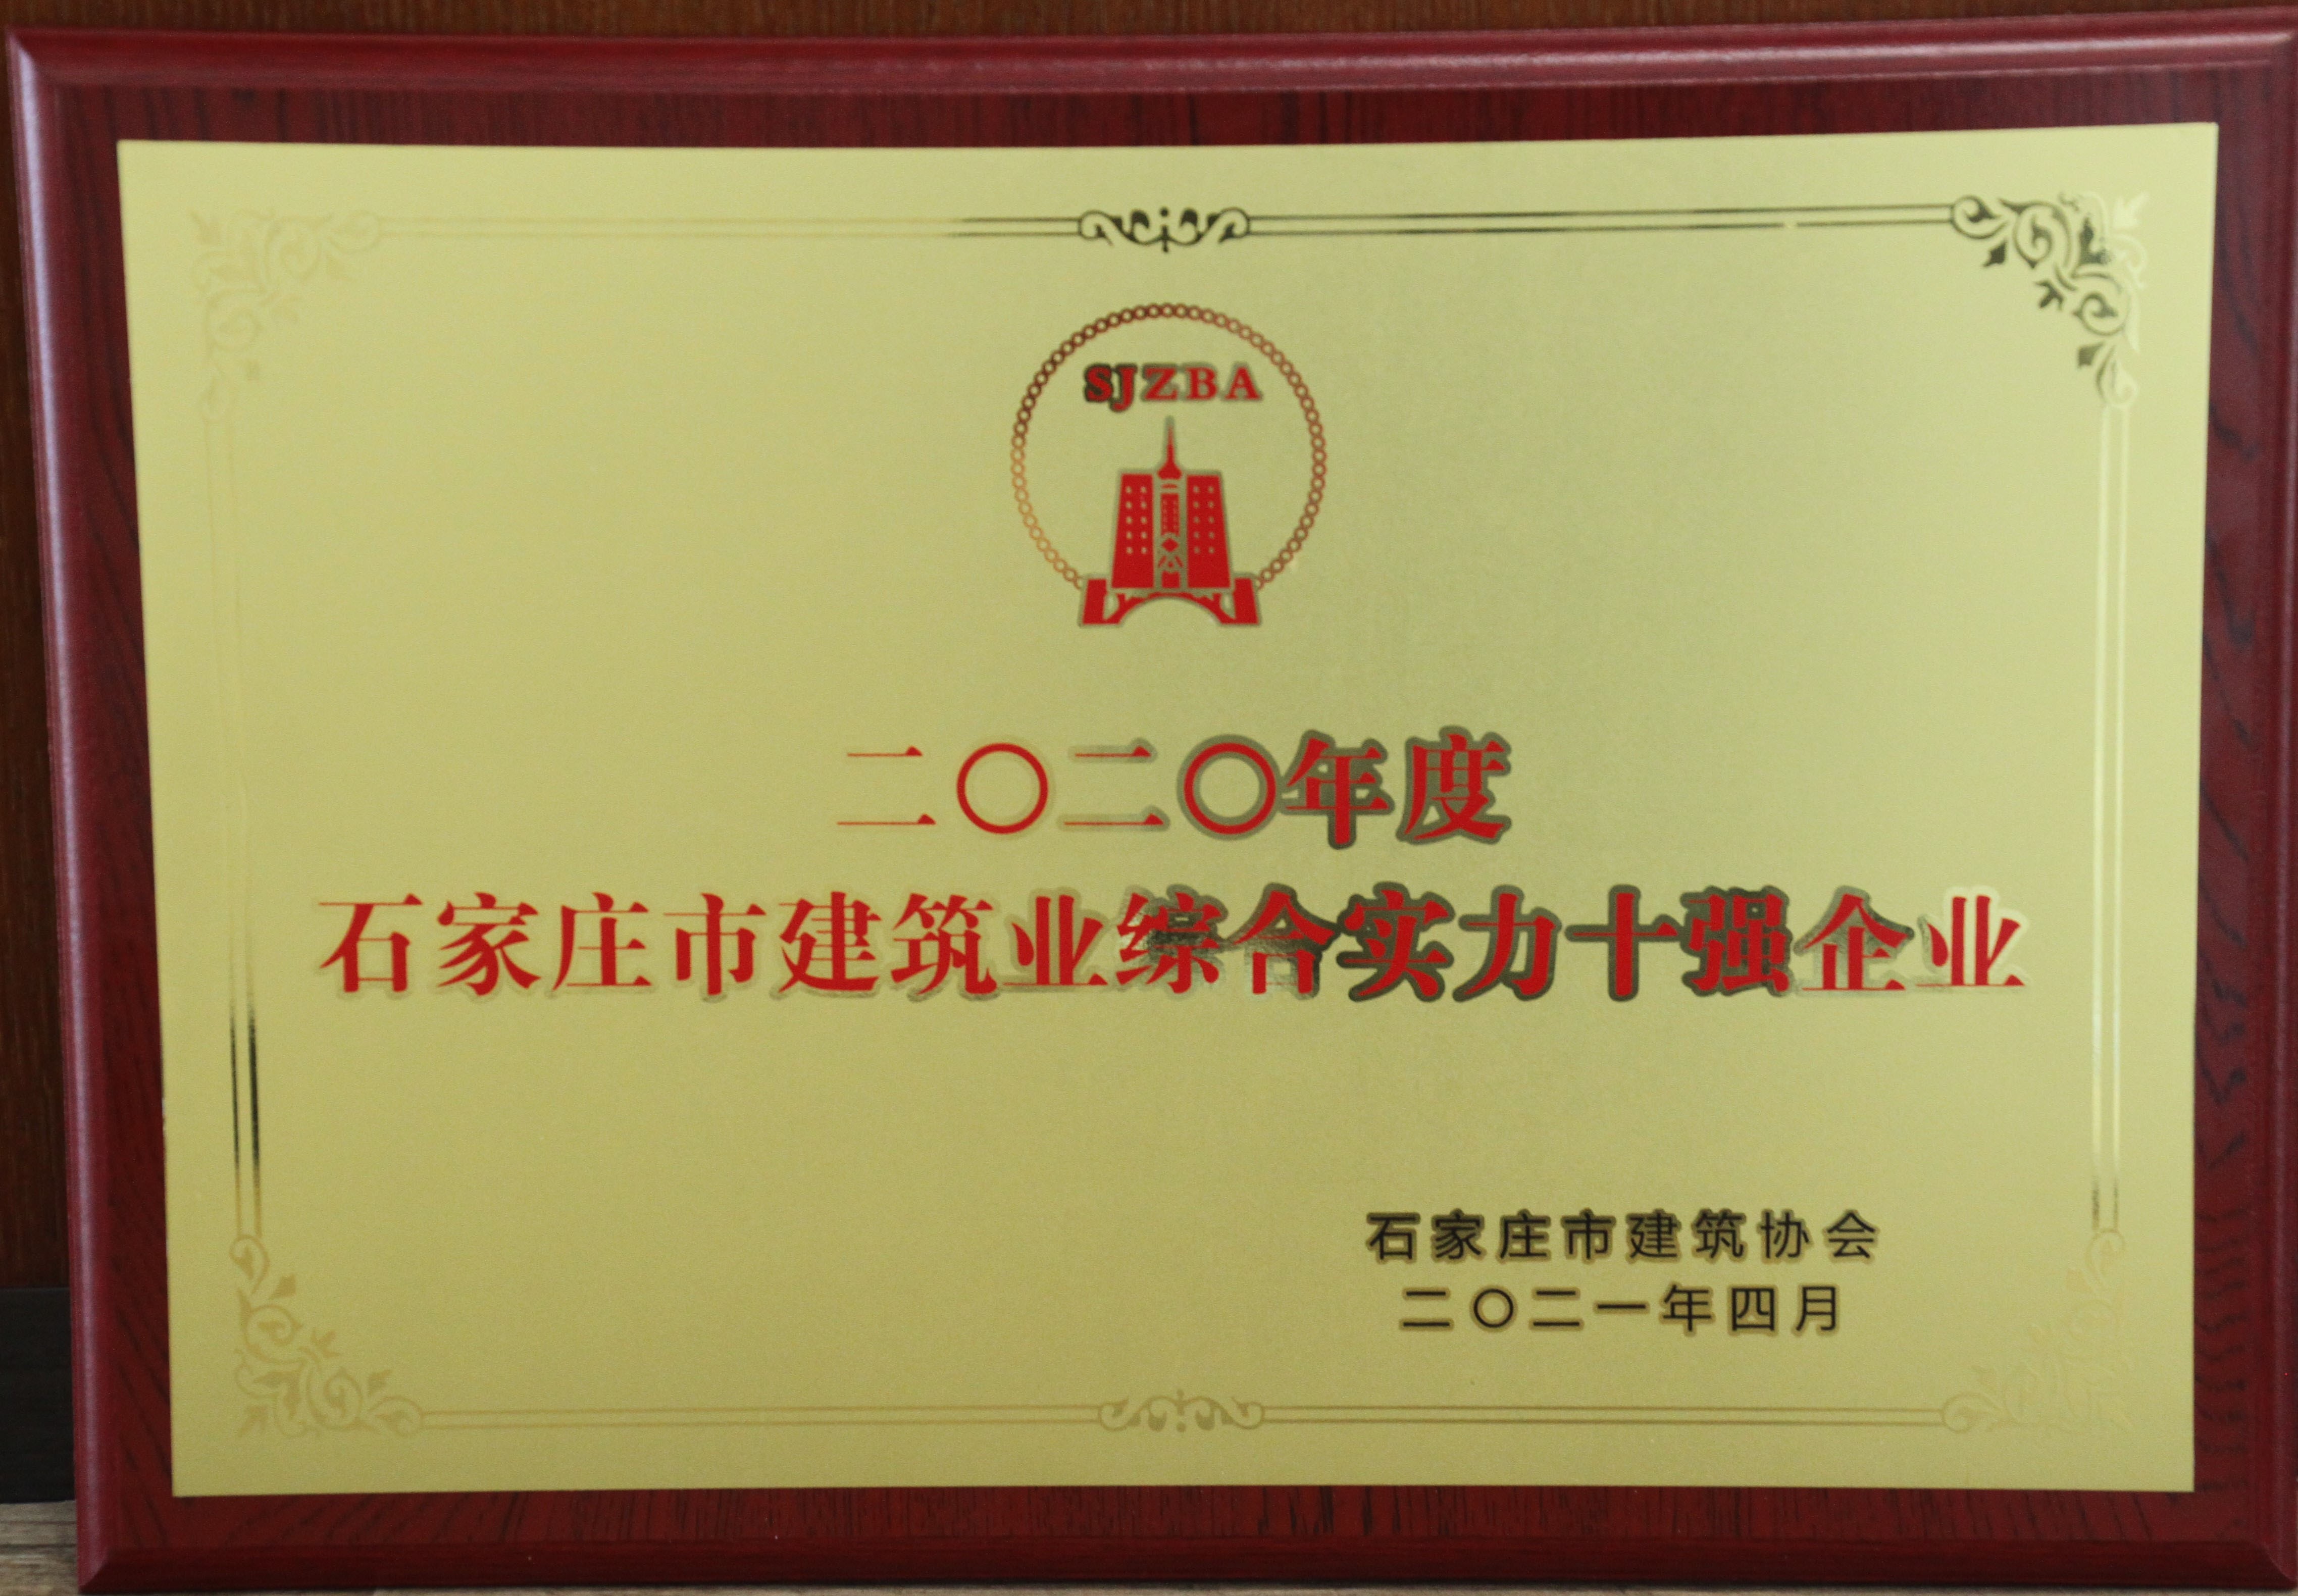 SJZBA
二〇二〇年度
石家庄市建筑业综合实力十强企业
石家庄市建筑协会
二〇二一年四月